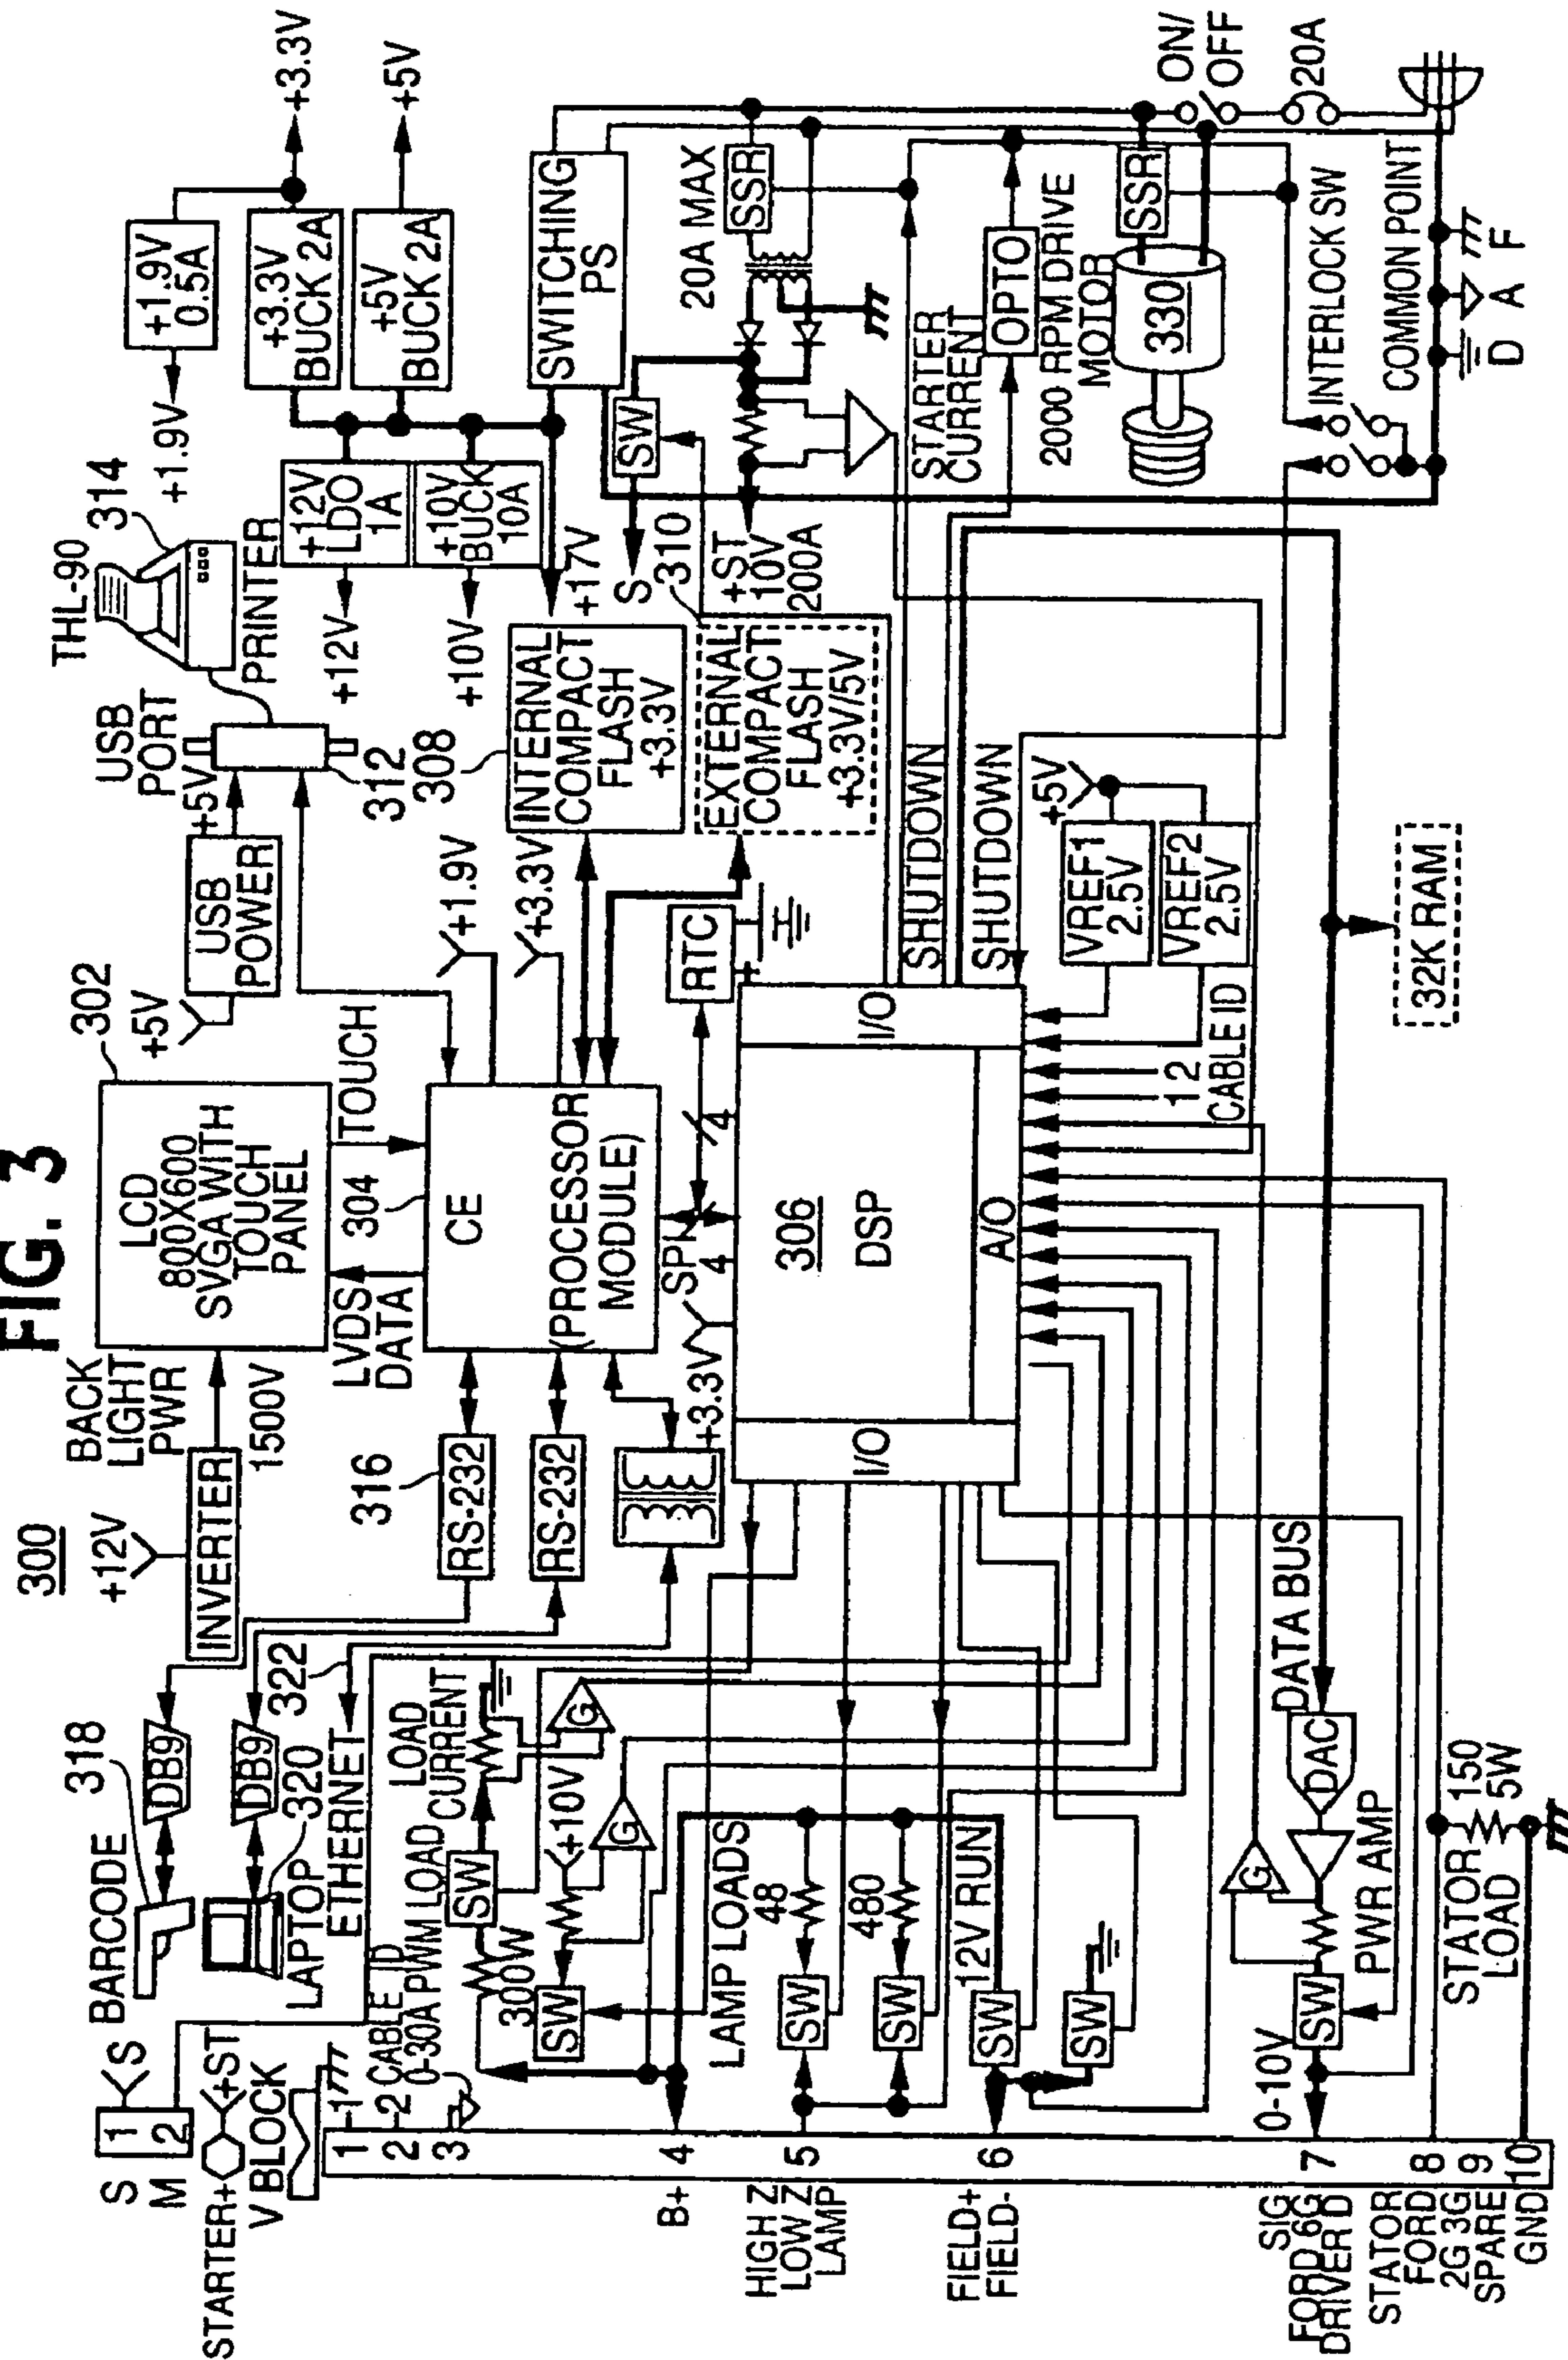 FIG. 3
300
BARCODE
318
DB9
LAPTOP
320
DB9
ETHERNET
322
+12V
INVERTER
BACK
LIGHT
PWR
1500V
LCD
800X600
SVGA WITH
TOUCH
PANEL
302
+5V
USB
POWER
+5V
USB
PORT
312
THL-90
314
PRINTER
+1.9V
+1.9V
0.5A
+3.3V
BUCK 2A
+3.3V
+5V
BUCK 2A
+5V
+12V
LDO
1A
+12V
+10V
BUCK
10A
+10V
+17V
SWITCHING
PS
LVDS
DATA
TOUCH
304
CE
(PROCESSOR
MODULE)
+1.9V
+3.3V
316
RS-232
RS-232
308
INTERNAL
COMPACT
FLASH
+3.3V
310
EXTERNAL
COMPACT
FLASH
+3.3V/5V
SPI
4
4
RTC
+
+3.3V
306
DSP
I/O
I/O
A/O
SHUTDOWN
SHUTDOWN
S
SW
+ST
10V
200A
20A MAX
SSR
STARTER
CURRENT
OPTO
2000 RPM DRIVE
MOTOR
330
SSR
ON/
OFF
20A
INTERLOCK SW
COMMON POINT
D
A
F
+5V
VREF1
2.5V
VREF2
2.5V
1 2
CABLE ID
32K RAM
DATA BUS
S
M
1
2
S
STARTER+
+ST
V BLOCK
1
2
CABLE ID
0-30A PWM LOAD
300W
SW
LOAD
CURRENT
G
+10V
G
SW
LAMP LOADS
48
SW
480
SW
12V RUN
SW
SW
DAC
PWR AMP
G
SW
0-10V
STATOR
LOAD
150
5W
1
2
3
4
5
6
7
8
9
10
B+
HIGH Z
LOW Z
LAMP
FIELD+
FIELD-
SIG
FORD 6G
DRIVER D
STATOR
FORD
2G 3G
SPARE
GND